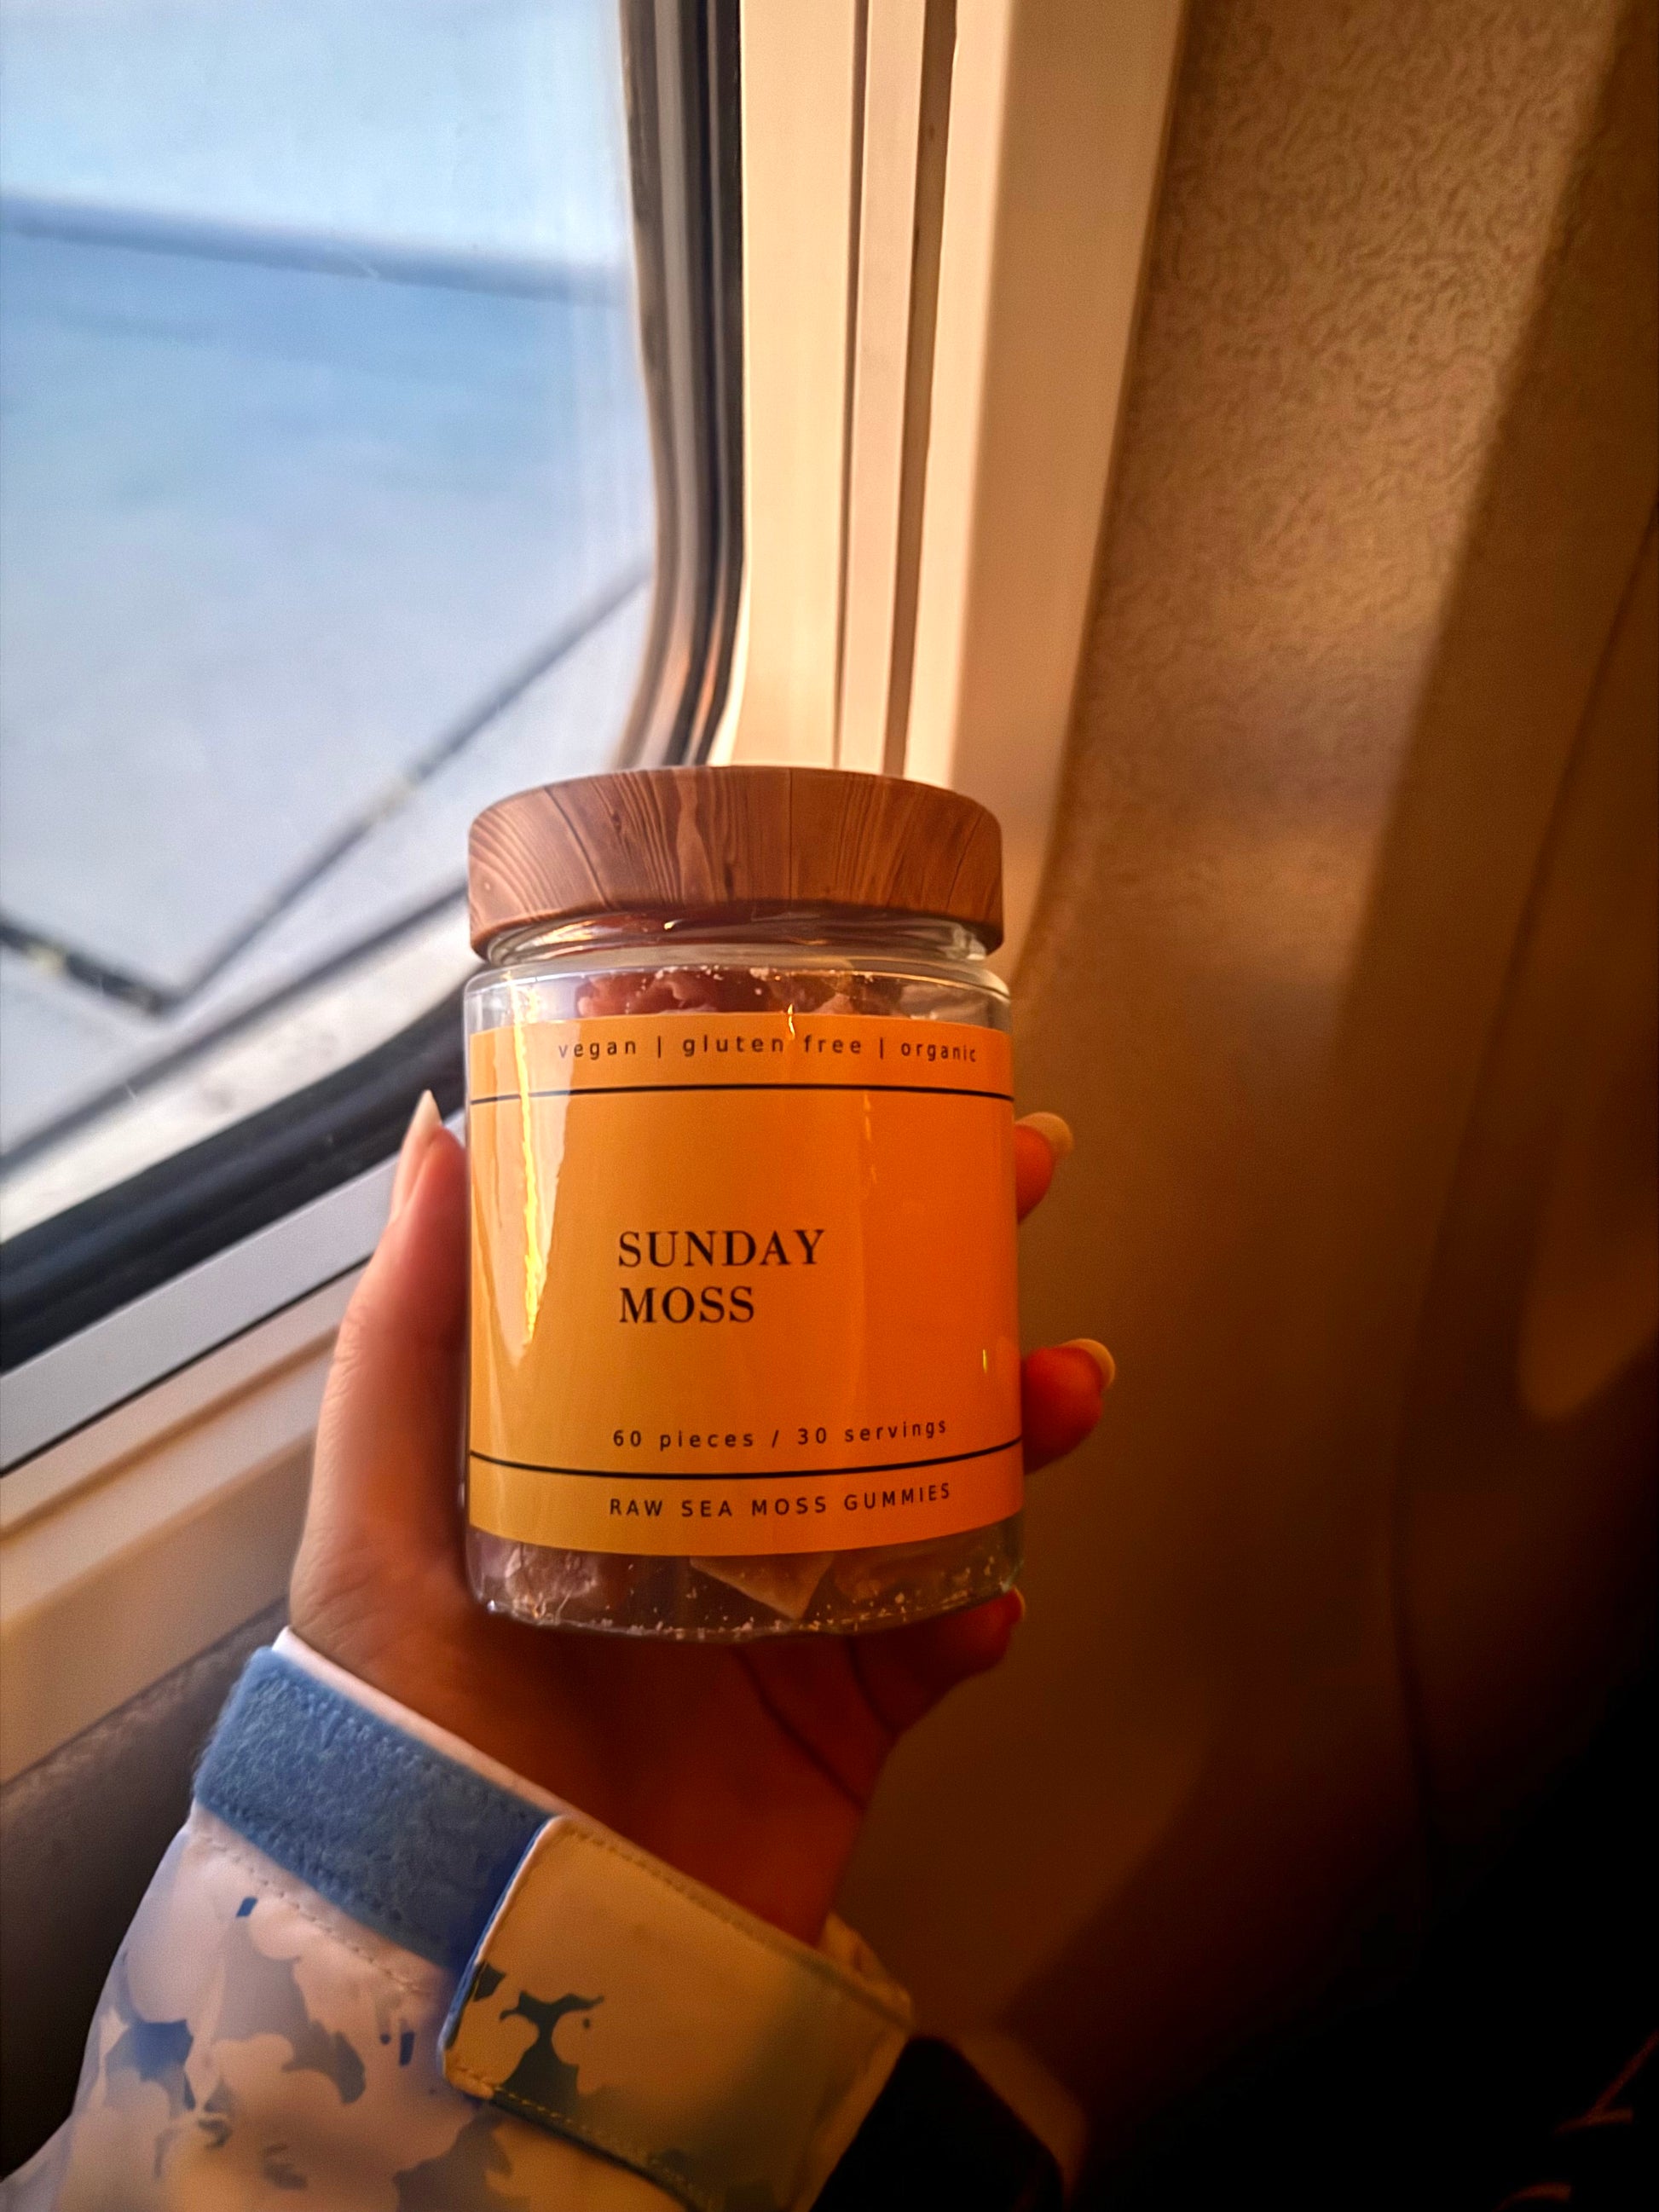 vegan | gluten free | organic
SUNDAY
MOSS
60 pieces / 30 servings
RAW SEA MOSS GUMMIES